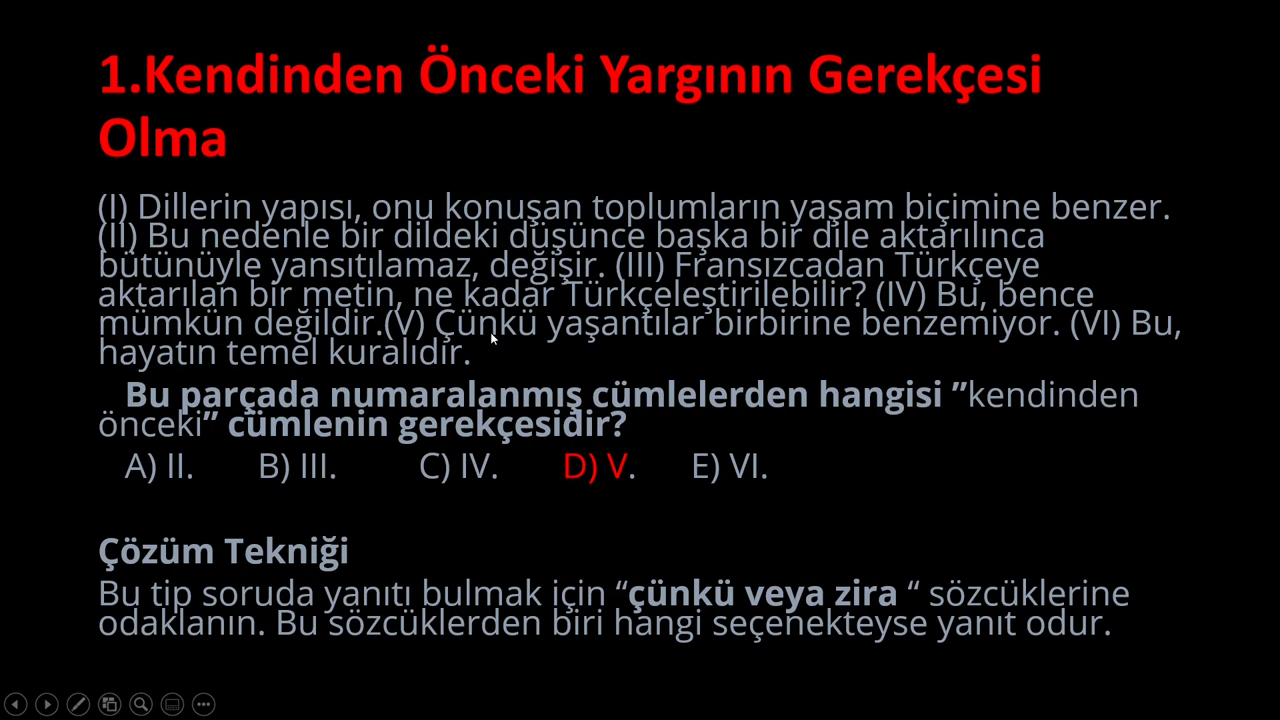 1.Kendinden Önceki Yargının Gerekçesi
Olma
(I) Dillerin yapısı, onu konuşan toplumların yaşam biçimine benzer.
(II) Bu nedenle bir dildeki düşünce başka bir dile aktarılınca
bütünüyle yansıtılamaz, değişir. (III) Fransızcadan Türkçeye
aktarılan bir metin, ne kadar Türkçeleştirilebilir? (IV) Bu, bence
mümkün değildir.(V) Çünkü yaşantılar birbirine benzemiyor. (VI) Bu,
hayatın temel kuralıdır.
Bu parçada numaralanmış cümlelerden hangisi ”kendinden
önceki” cümlenin gerekçesidir?
A) II. B) III. C) IV. D) V. E) VI.
Çözüm Tekniği
Bu tip soruda yanıtı bulmak için “çünkü veya zira “ sözcüklerine
odaklanın. Bu sözcüklerden biri hangi seçenekteyse yanıt odur.